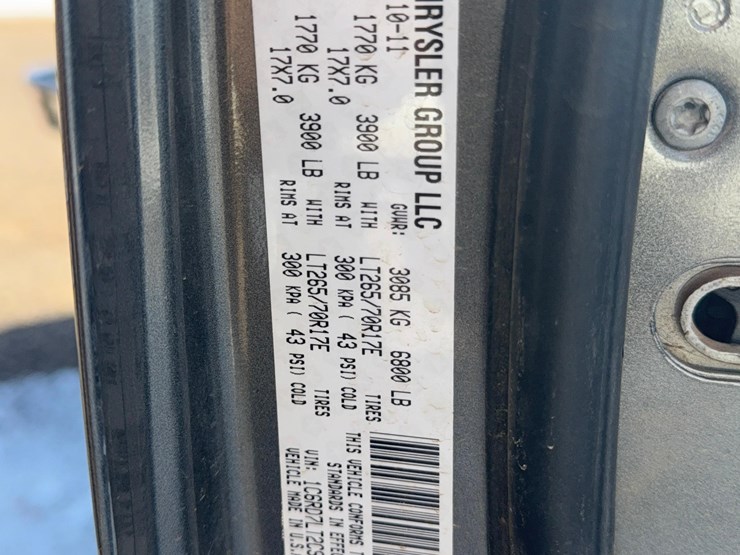 RYSLER GROUP LLC
10-11 GVWR: 3085 KG 6800 LB
1770 KG 3900 LB WITH LT265/70R17E TIRES
17X7.0 RIMS AT 300 KPA ( 43 PSI) COLD
1770 KG 3900 LB WITH LT265/70R17E TIRES
17X7.0 RIMS AT 300 KPA ( 43 PSI) COLD
THIS VEHICLE CONFORMS T
STANDARDS IN EFFE
VIN: 1C6RD7LT2CS
VEHICLE MADE IN U.S.